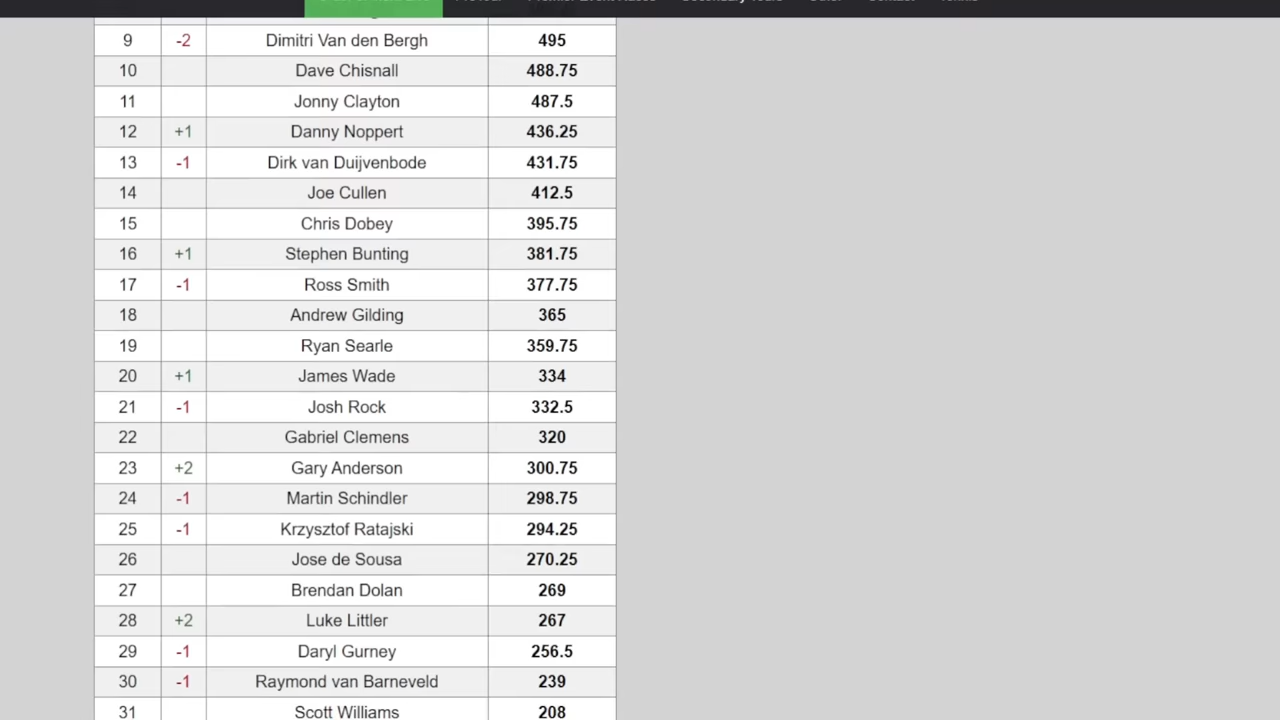 9 -2 Dimitri Van den Bergh 495
10 Dave Chisnall 488.75
11 Jonny Clayton 487.5
12 +1 Danny Noppert 436.25
13 -1 Dirk van Duijvenbode 431.75
14 Joe Cullen 412.5
15 Chris Dobey 395.75
16 +1 Stephen Bunting 381.75
17 -1 Ross Smith 377.75
18 Andrew Gilding 365
19 Ryan Searle 359.75
20 +1 James Wade 334
21 -1 Josh Rock 332.5
22 Gabriel Clemens 320
23 +2 Gary Anderson 300.75
24 -1 Martin Schindler 298.75
25 -1 Krzysztof Ratajski 294.25
26 Jose de Sousa 270.25
27 Brendan Dolan 269
28 +2 Luke Littler 267
29 -1 Daryl Gurney 256.5
30 -1 Raymond van Barneveld 239
31 Scott Williams 208